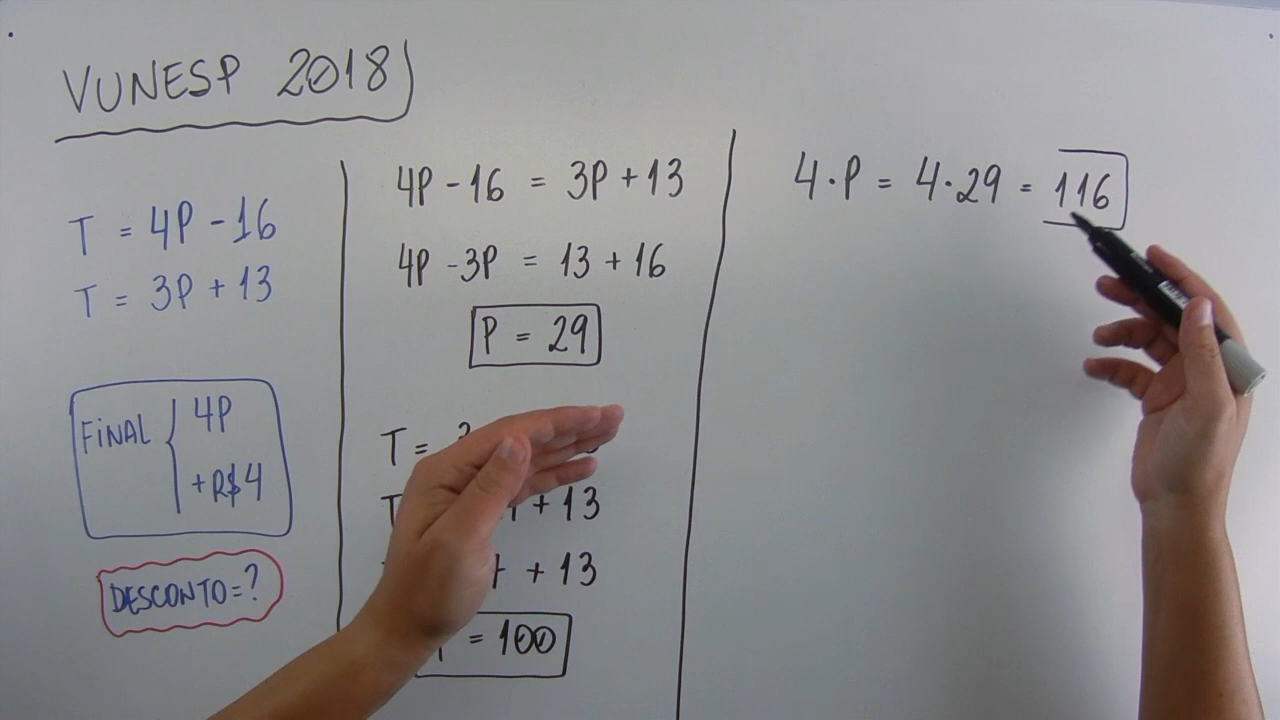 VUNESP 2018
T = 4P - 16
T = 3P + 13
FiNAL { 4P
+R$4
DESCONTO=?
4P - 16 = 3P + 13
4P - 3P = 13 + 16
P = 29
T =
+ 13
+ 13
= 100
4 · P = 4 · 29 = 116